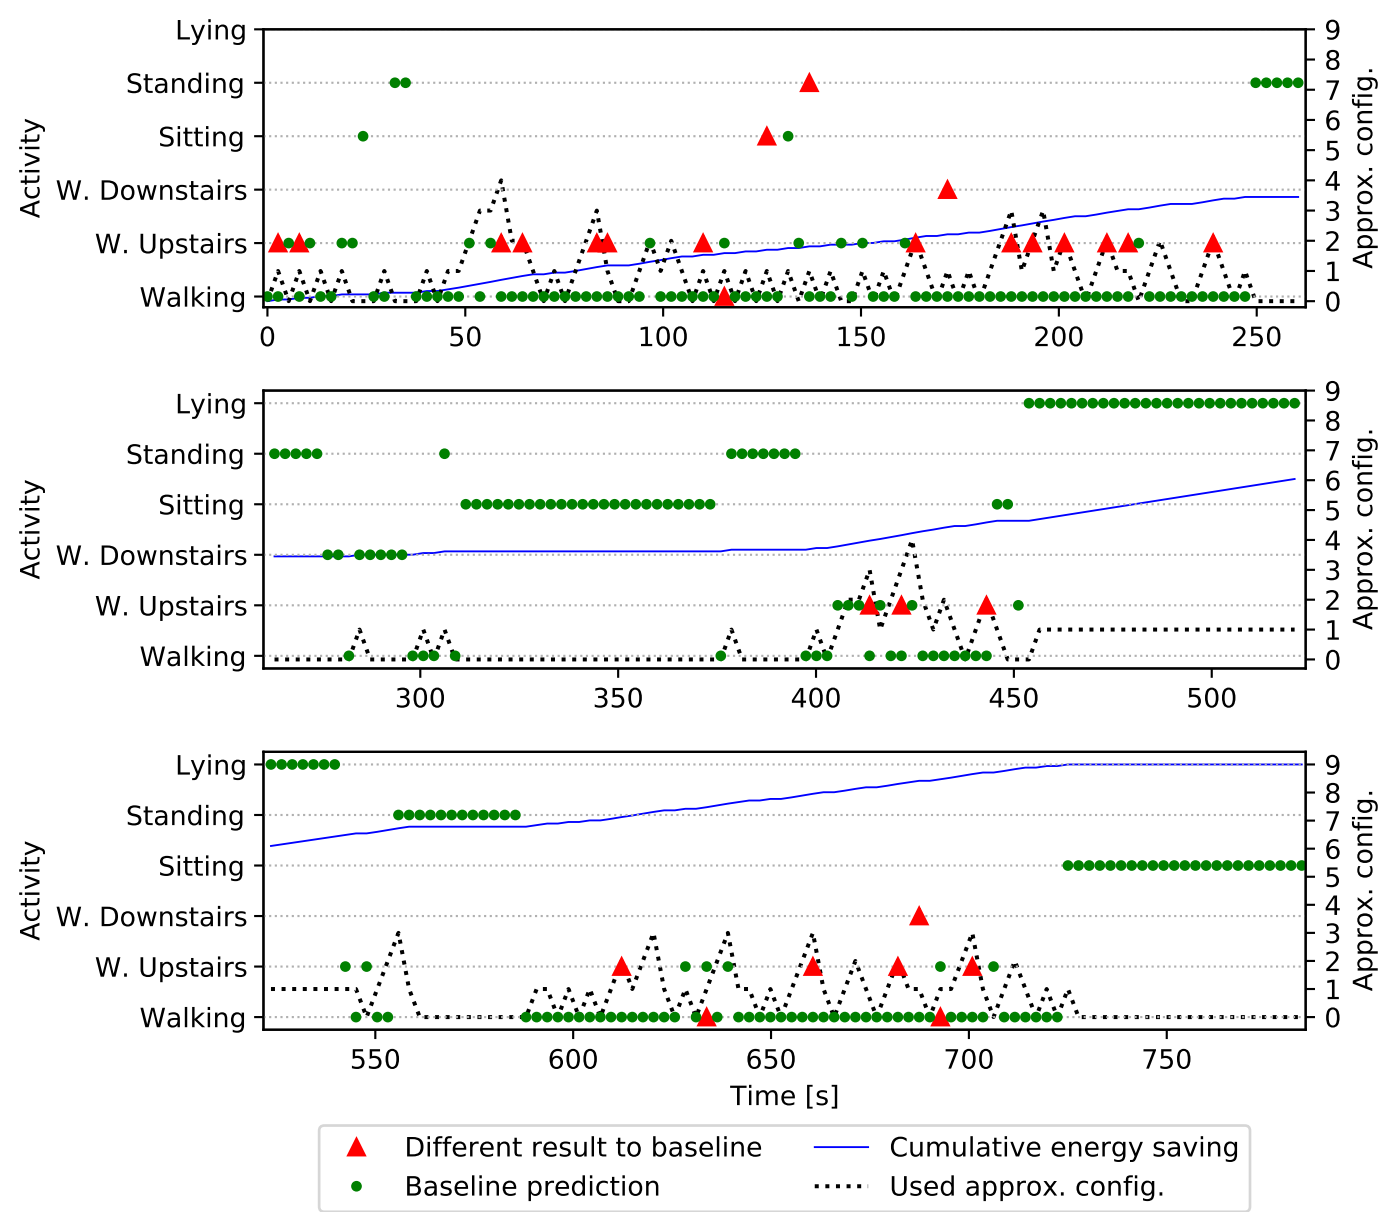 Lying
Standing
Sitting
W. Downstairs
W. Upstairs
Walking
Activity
9
8
7
6
5
4
3
2
1
0
Approx. config.
0 50 100 150 200 250
Lying
Standing
Sitting
W. Downstairs
W. Upstairs
Walking
Activity
9
8
7
6
5
4
3
2
1
0
Approx. config.
300 350 400 450 500
Lying
Standing
Sitting
W. Downstairs
W. Upstairs
Walking
Activity
9
8
7
6
5
4
3
2
1
0
Approx. config.
550 600 650 700 750
Time [s]
Different result to baseline
Baseline prediction
Cumulative energy saving
Used approx. config.